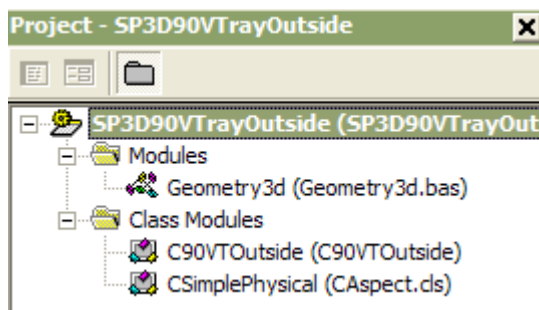 Project - SP3D90VTrayOutside
SP3D90VTrayOutside (SP3D90VTrayOut
Modules
Geometry3d (Geometry3d.bas)
Class Modules
C90VTOutside (C90VTOutside)
CSimplePhysical (CAspect.cls)